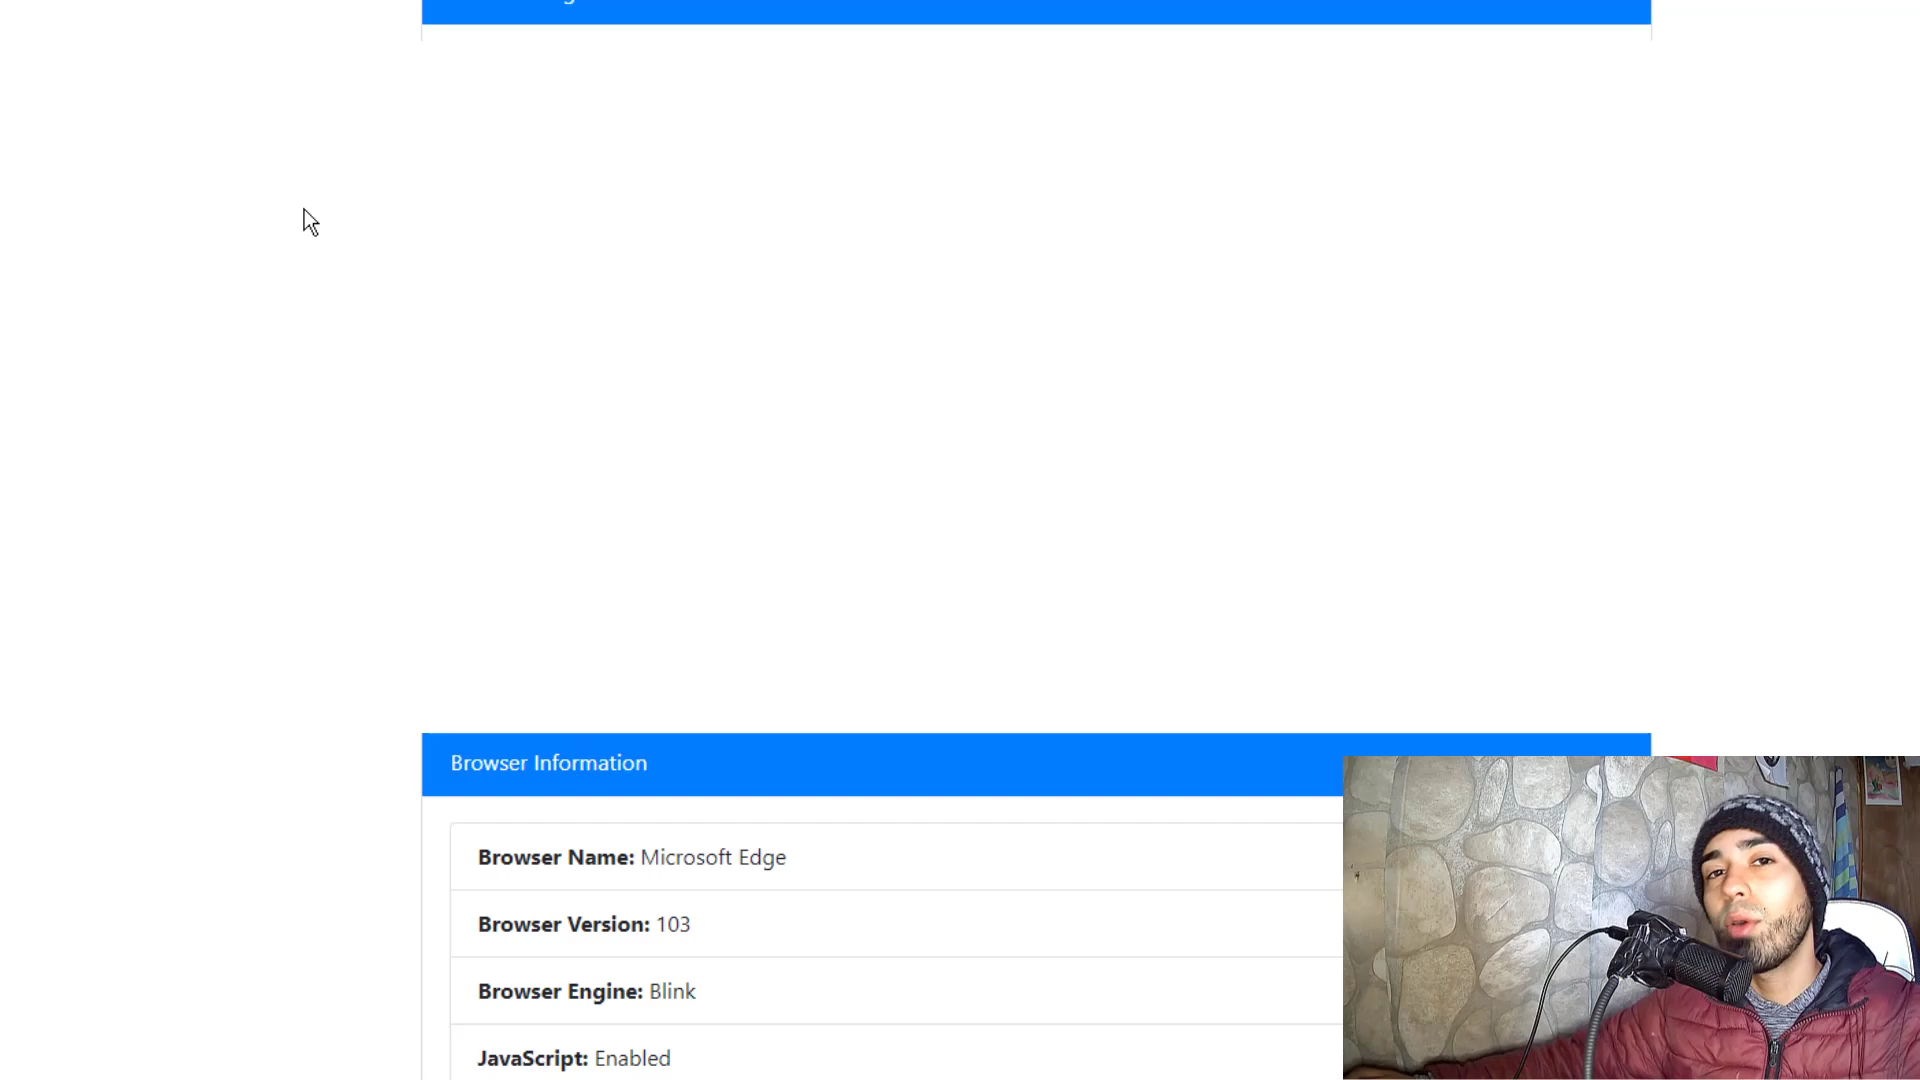 Browser Information
Browser Name: Microsoft Edge
Browser Version: 103
Browser Engine: Blink
JavaScript: Enabled